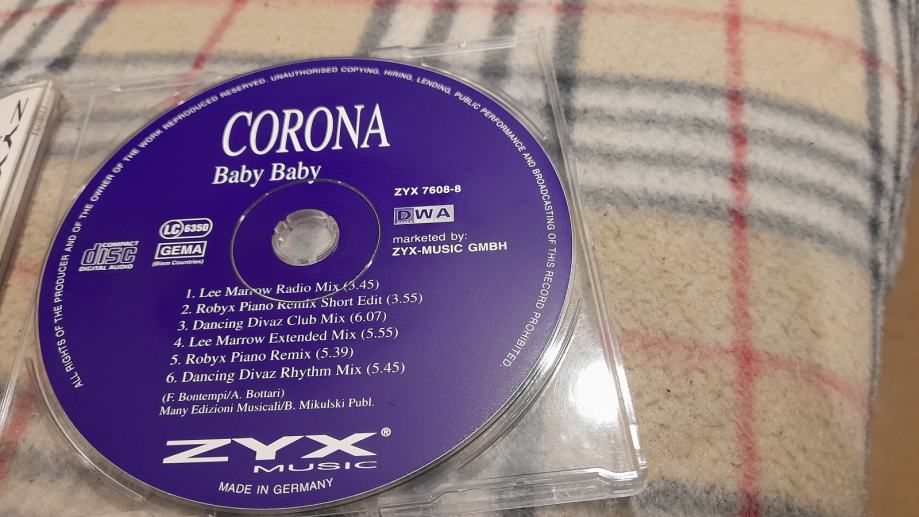 ALL RIGHTS OF THE PRODUCER AND OF THE OWNER OF THE WORK REPRODUCED RESERVED. UNAUTHORISED COPYING, HIRING, LENDING, PUBLIC PERFORMANCE AND BROADCASTING OF THIS RECORD PROHIBITED.
CORONA
Baby Baby
ZYX 7608-8
DWA
marketed by:
ZYX-MUSIC GMBH
COMPACT
disc
DIGITAL AUDIO
LC 6350
GEMA
(Biem Countries)
1. Lee Marrow Radio Mix (3.45)
2. Robyx Piano Remix Short Edit (3.55)
3. Dancing Divaz Club Mix (6.07)
4. Lee Marrow Extended Mix (5.55)
5. Robyx Piano Remix (5.39)
6. Dancing Divaz Rhythm Mix (5.45)
(F. Bontempi/A. Bottari)
Many Edizioni Musicali/B. Mikulski Publ.
ZYX®
MUSIC
MADE IN GERMANY